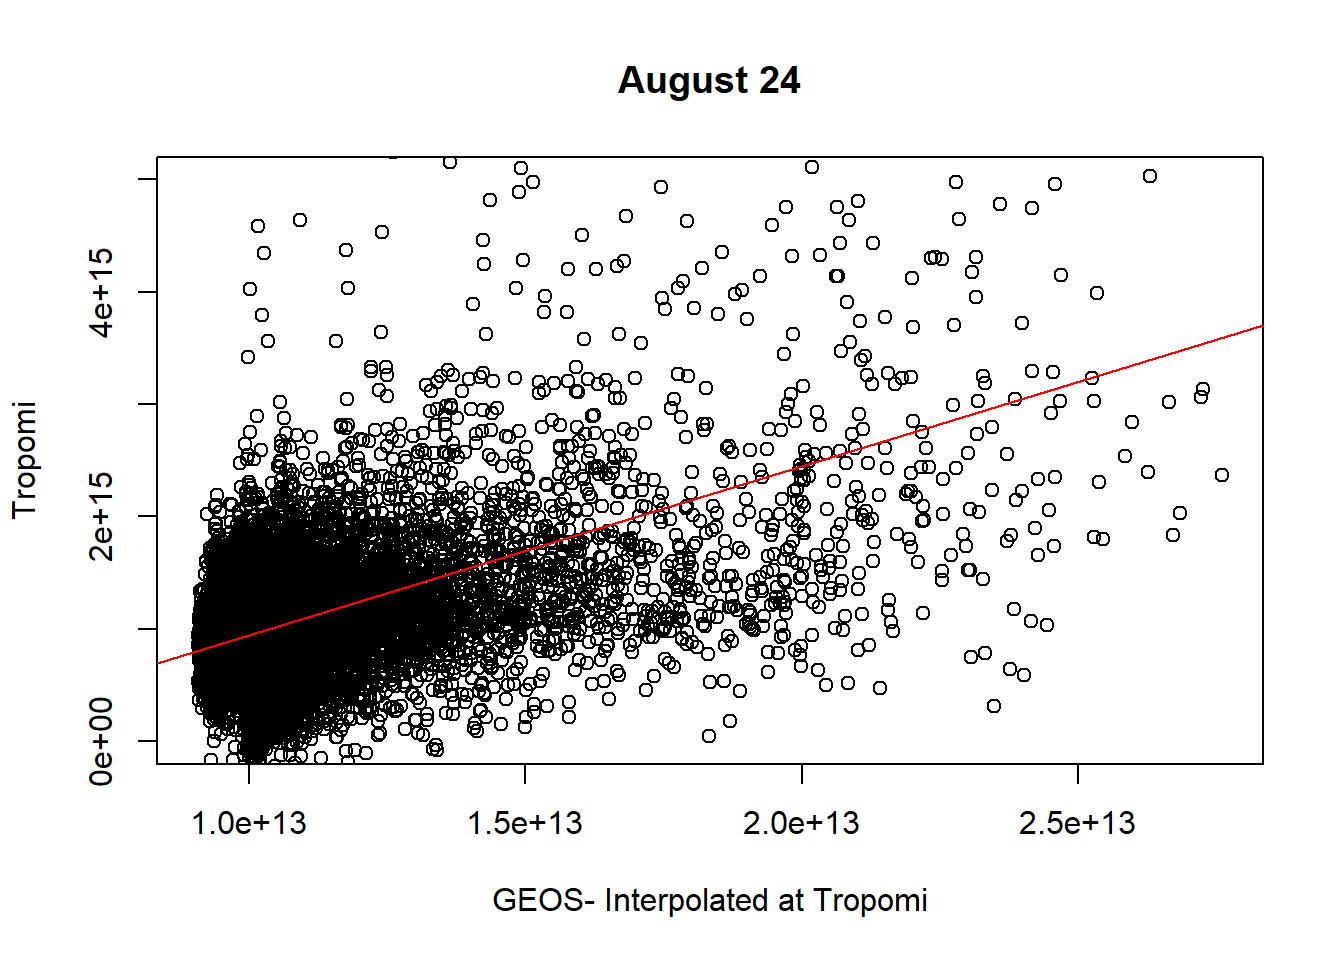 August 24
Tropomi
4e+15
2e+15
0e+00
1.0e+13 1.5e+13 2.0e+13 2.5e+13
GEOS- Interpolated at Tropomi